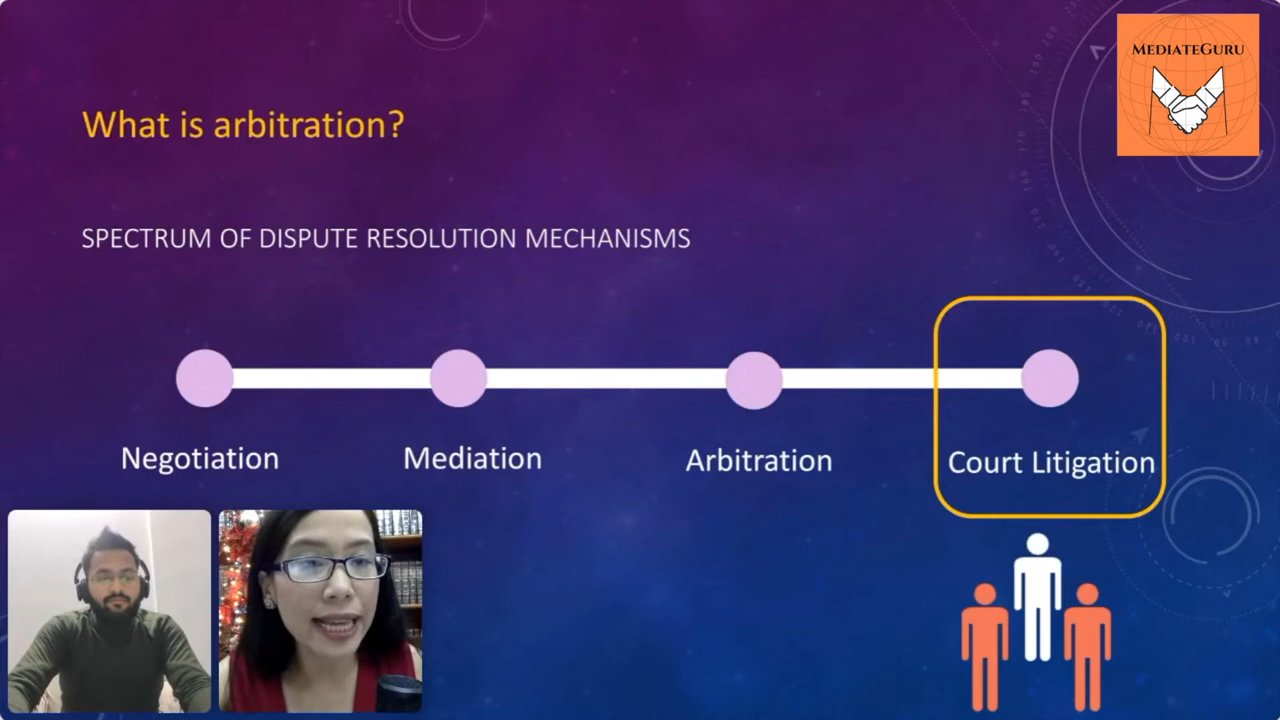 MEDIATEGURU
What is arbitration?
SPECTRUM OF DISPUTE RESOLUTION MECHANISMS
Negotiation
Mediation
Arbitration
Court Litigation